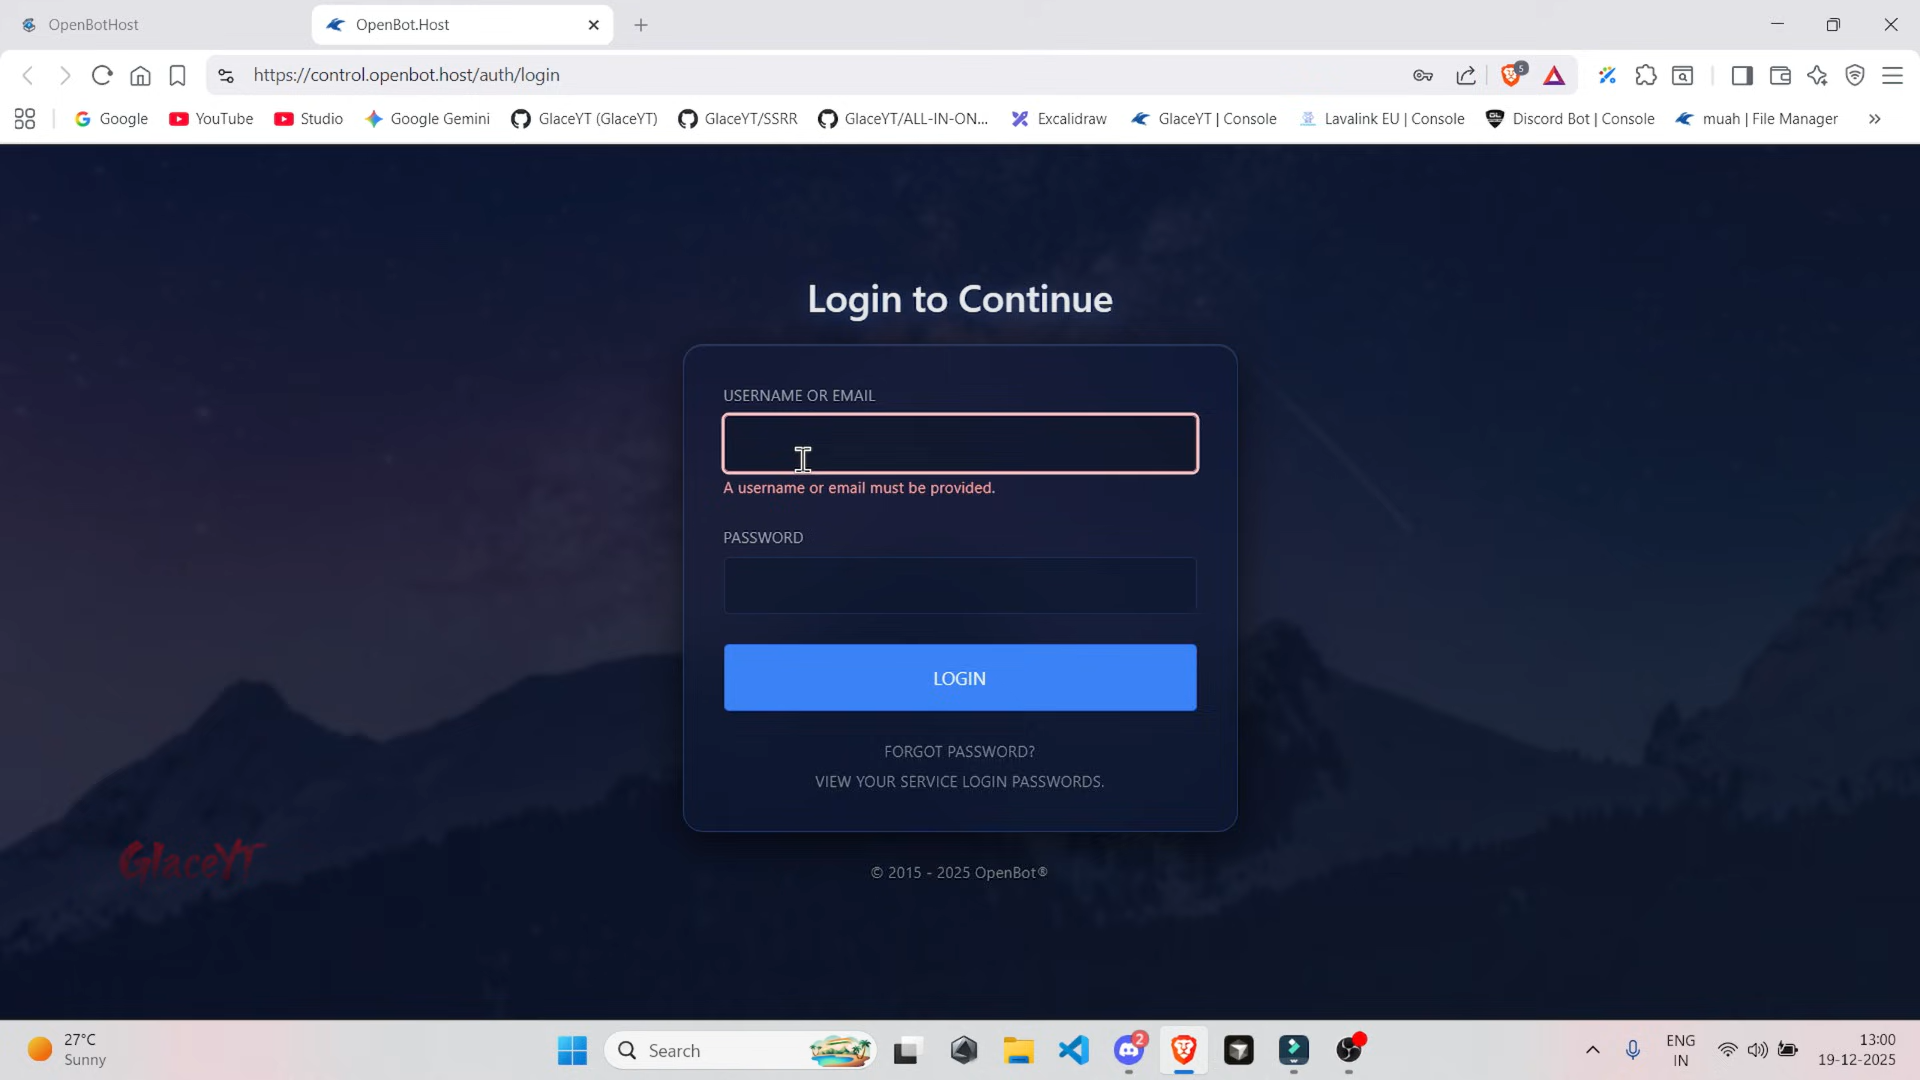 OpenBotHost
OpenBot.Host
https://control.openbot.host/auth/login
5
Google
YouTube
Studio
Google Gemini
GlaceYT (GlaceYT)
GlaceYT/SSRR
GlaceYT/ALL-IN-ON...
Excalidraw
GlaceYT | Console
Lavalink EU | Console
Discord Bot | Console
muah | File Manager
Login to Continue
USERNAME OR EMAIL
A username or email must be provided.
PASSWORD
LOGIN
FORGOT PASSWORD?
VIEW YOUR SERVICE LOGIN PASSWORDS.
GlaceYT
© 2015 - 2025 OpenBot®
27°C
Sunny
Search
2
ENG
IN
13:00
19-12-2025